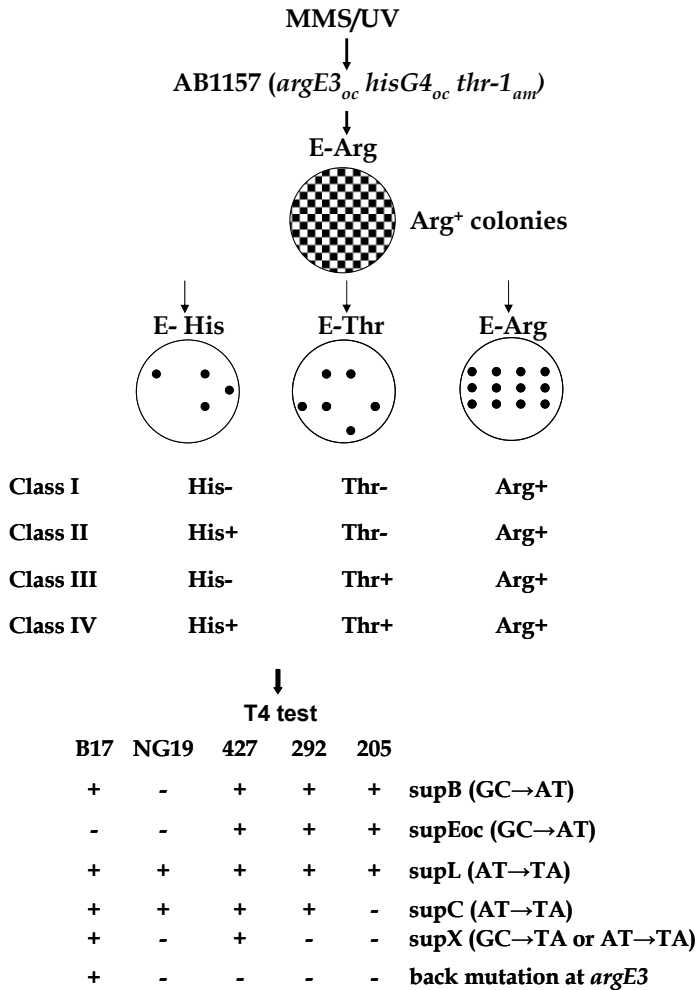 MMS/UV
AB1157 (argE3oc hisG4oc thr-1am)
E-Arg
Arg+ colonies
E- His E-Thr E-Arg
Class I His- Thr- Arg+
Class II His+ Thr- Arg+
Class III His- Thr+ Arg+
Class IV His+ Thr+ Arg+
T4 test
B17 NG19 427 292 205
+ - + + + supB (GC→AT)
- - + + + supEoc (GC→AT)
+ + + + + supL (AT→TA)
+ + + + - supC (AT→TA)
+ - + - - supX (GC→TA or AT→TA)
+ - - - - back mutation at argE3